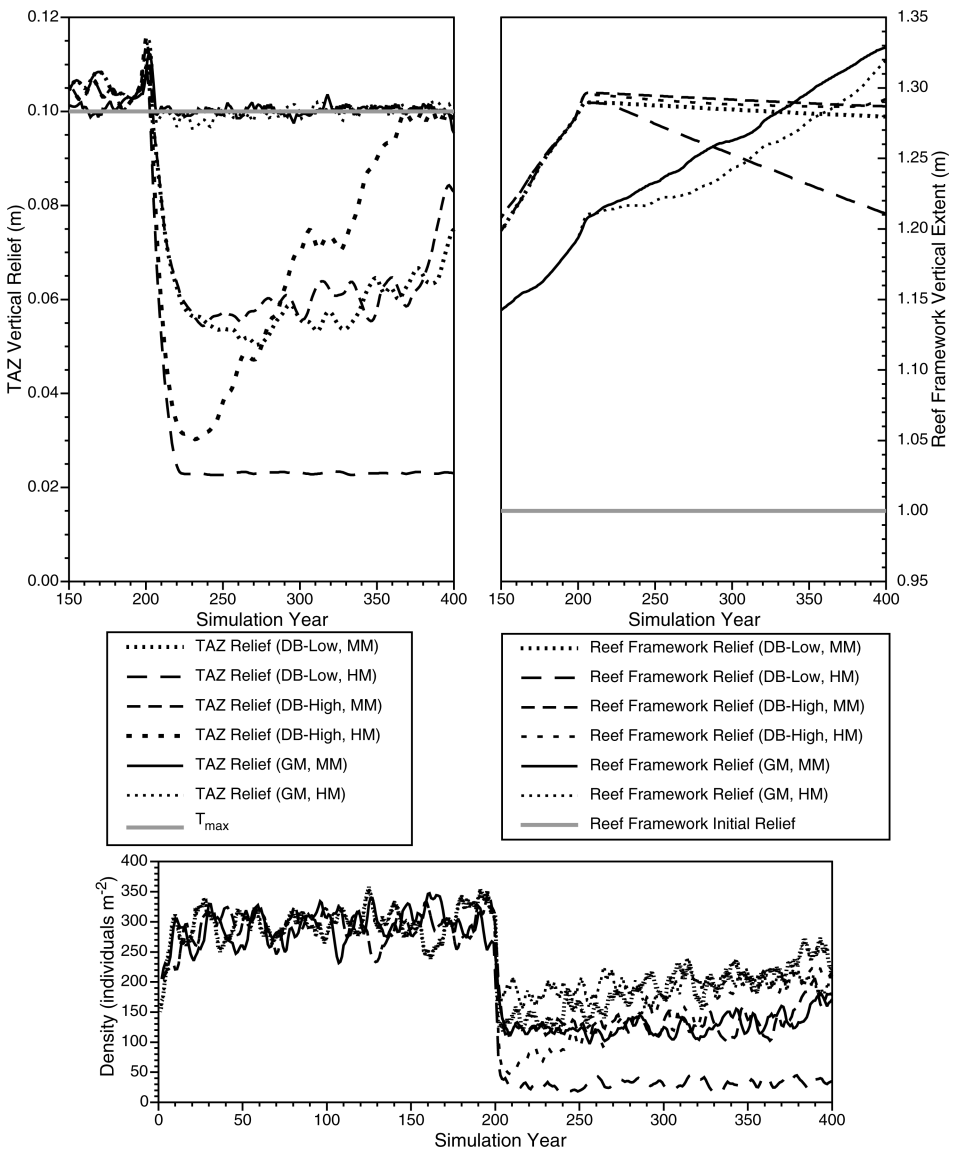 0.12
0.10
0.08
0.06
0.04
0.02
0.00
TAZ Vertical Relief (m)
150 200 250 300 350 400
Simulation Year
1.35
1.30
1.25
1.20
1.15
1.10
1.05
1.00
0.95
Reef Framework Vertical Extent (m)
150 200 250 300 350 400
Simulation Year
TAZ Relief (DB-Low, MM)
TAZ Relief (DB-Low, HM)
TAZ Relief (DB-High, MM)
TAZ Relief (DB-High, HM)
TAZ Relief (GM, MM)
TAZ Relief (GM, HM)
Tmax
Reef Framework Relief (DB-Low, MM)
Reef Framework Relief (DB-Low, HM)
Reef Framework Relief (DB-High, MM)
Reef Framework Relief (DB-High, HM)
Reef Framework Relief (GM, MM)
Reef Framework Relief (GM, HM)
Reef Framework Initial Relief
400
350
300
250
200
150
100
50
0
Density (individuals m-2)
0 50 100 150 200 250 300 350 400
Simulation Year